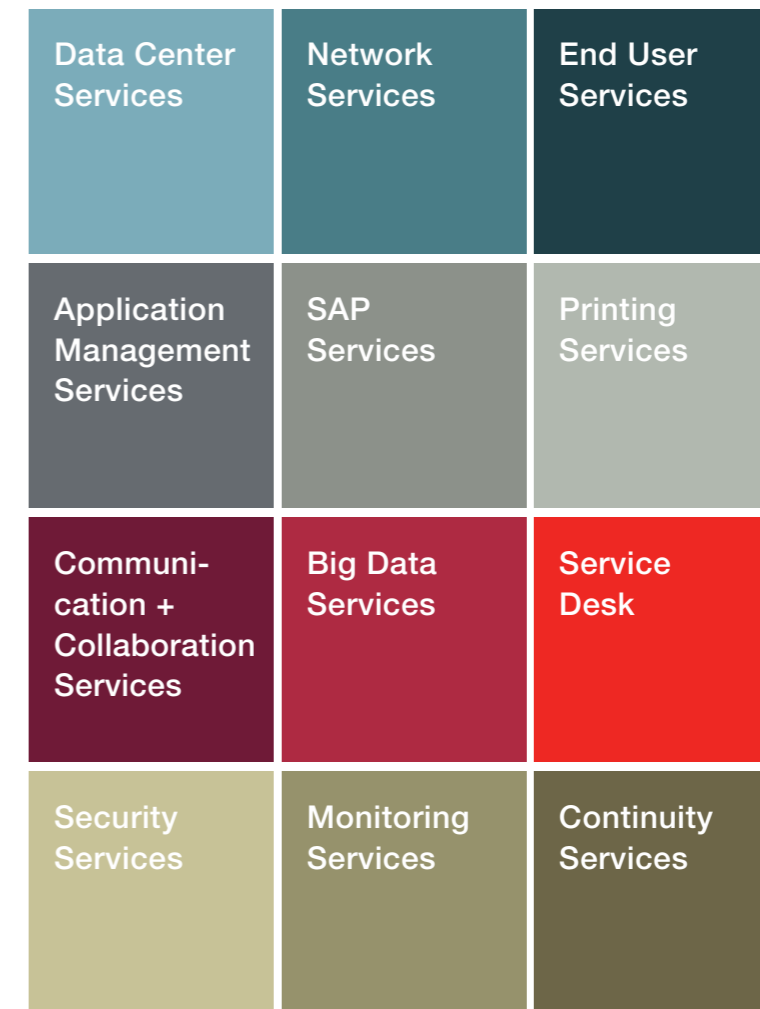 Data Center
Services
Network
Services
End User
Services
Application
Management
Services
SAP
Services
Printing
Services
Communi-
cation +
Collaboration
Services
Big Data
Services
Service
Desk
Security
Services
Monitoring
Services
Continuity
Services